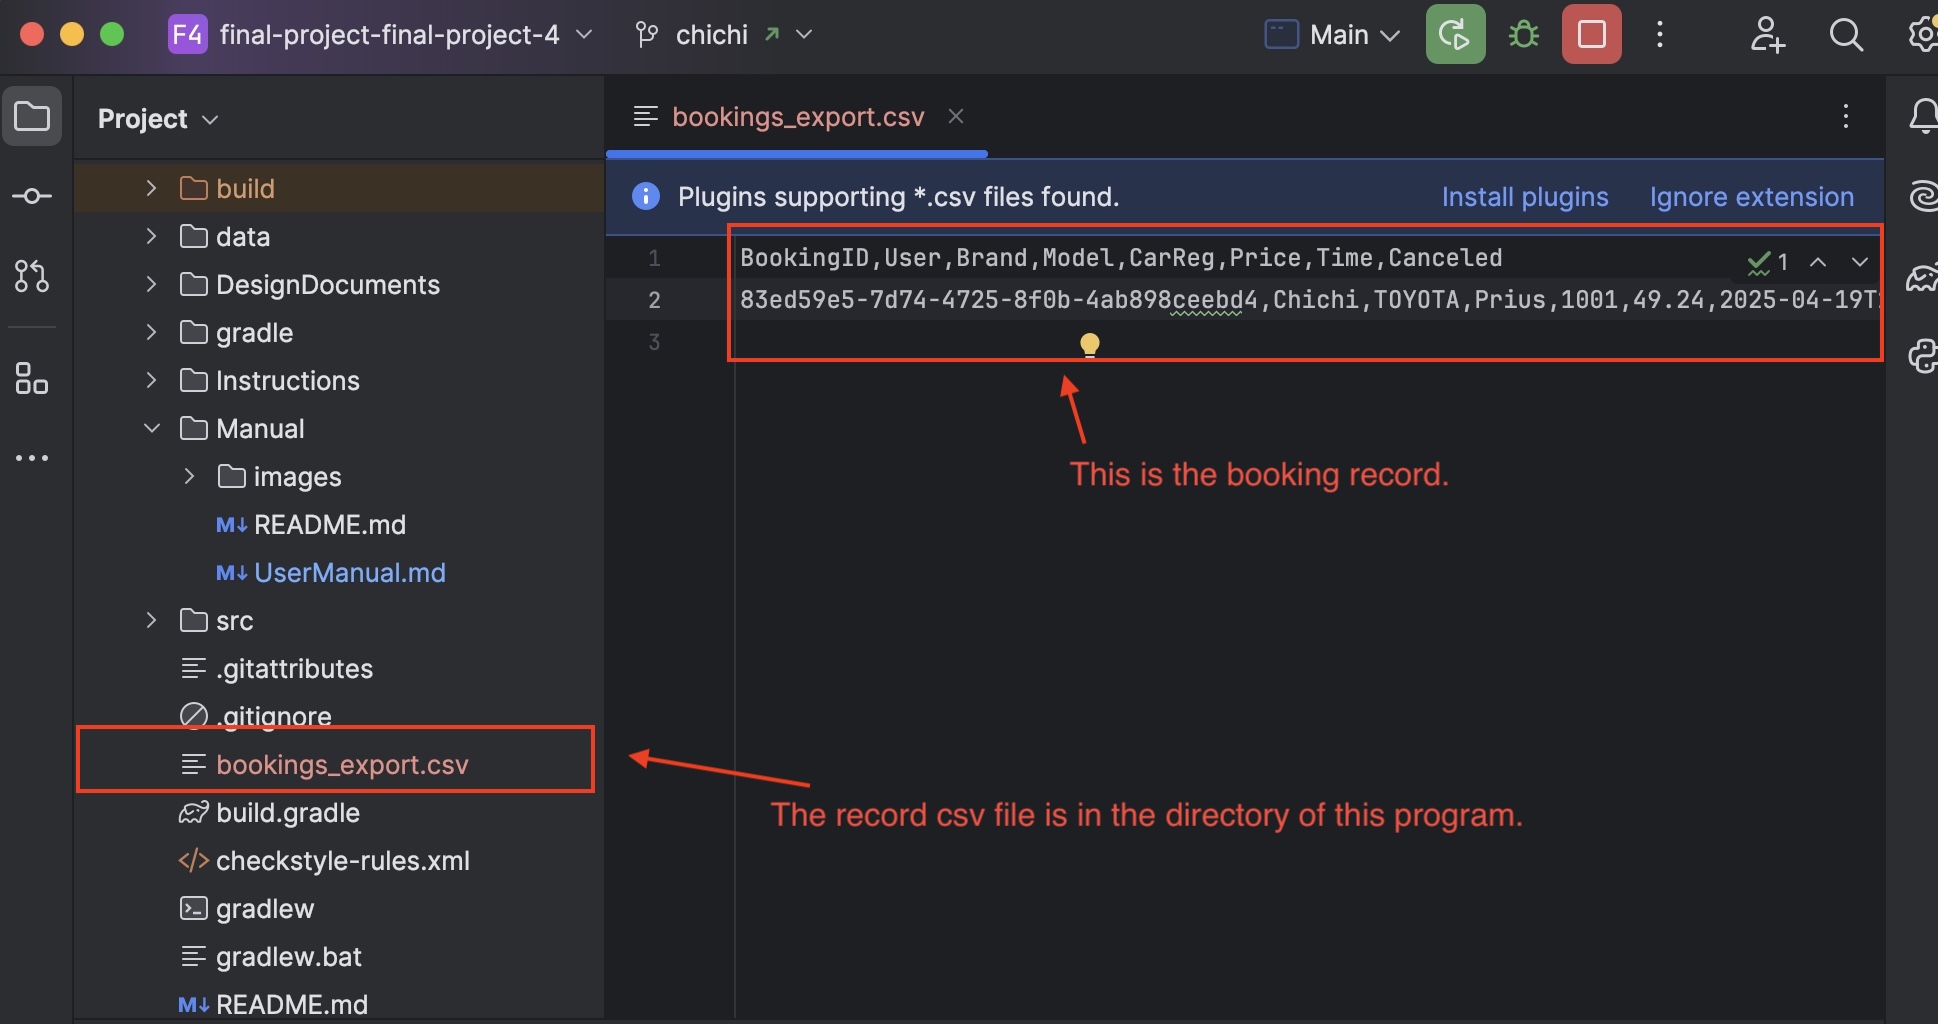 F4 final-project-final-project-4
chichi
Main
Project
bookings_export.csv
build
data
DesignDocuments
gradle
Instructions
Manual
images
M↓ README.md
M↓ UserManual.md
src
.gitattributes
.gitignore
bookings_export.csv
build.gradle
</> checkstyle-rules.xml
gradlew
gradlew.bat
M↓ README.md
Plugins supporting *.csv files found.
Install plugins
Ignore extension
1 BookingID,User,Brand,Model,CarReg,Price,Time,Canceled
1
2 83ed59e5-7d74-4725-8f0b-4ab898ceebd4,Chichi,TOYOTA,Prius,1001,49.24,2025-04-19T
3
This is the booking record.
The record csv file is in the directory of this program.